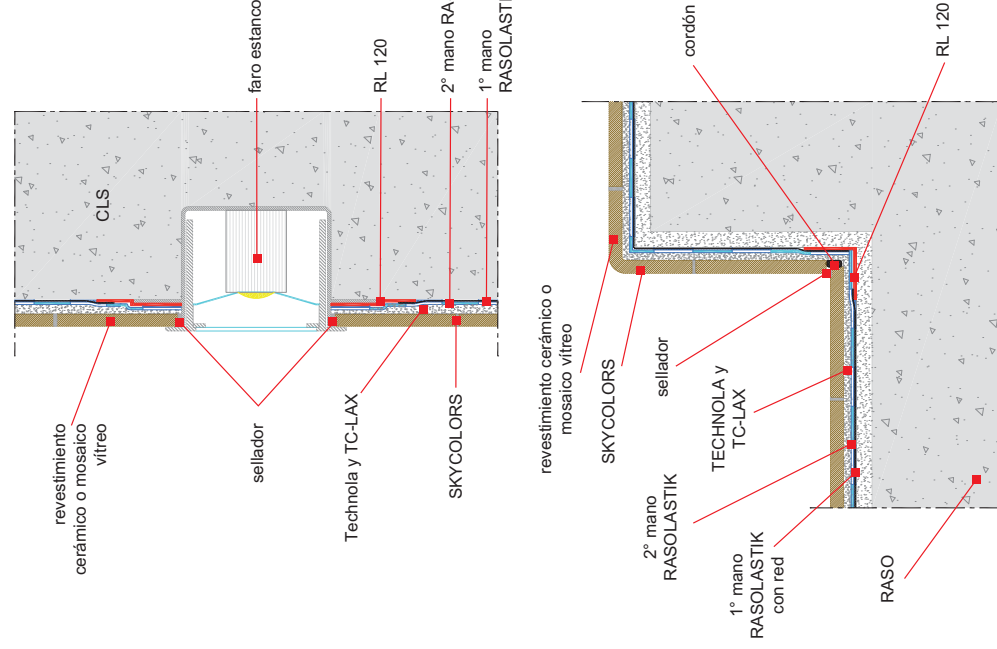 faro estanco
RL 120
2° mano RA
1° mano
RASOLASTI
CLS
revestimiento
cerámico o mosaico
vítreo
sellador
Technola y TC-LAX
SKYCOLORS
cordón
RL 120
revestimiento cerámico o
mosaico vítreo
SKYCOLORS
sellador
TECHNOLA y
TC-LAX
2° mano
RASOLASTIK
1° mano
RASOLASTIK
con red
RASO